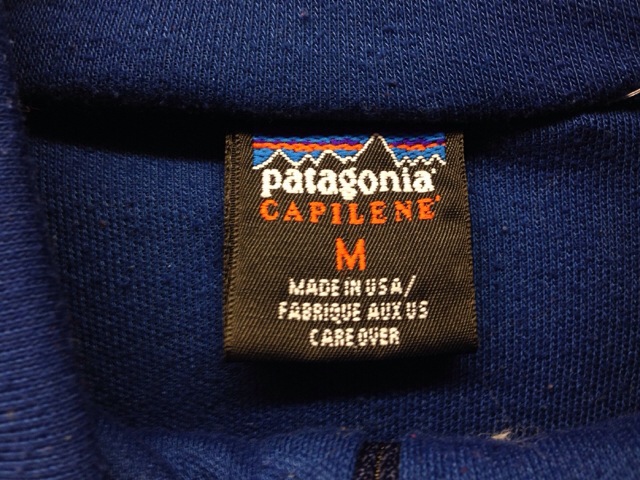 patagonia®
CAPILENE®
M
MADE IN USA/
FABRIQUE AUX US
CARE OVER